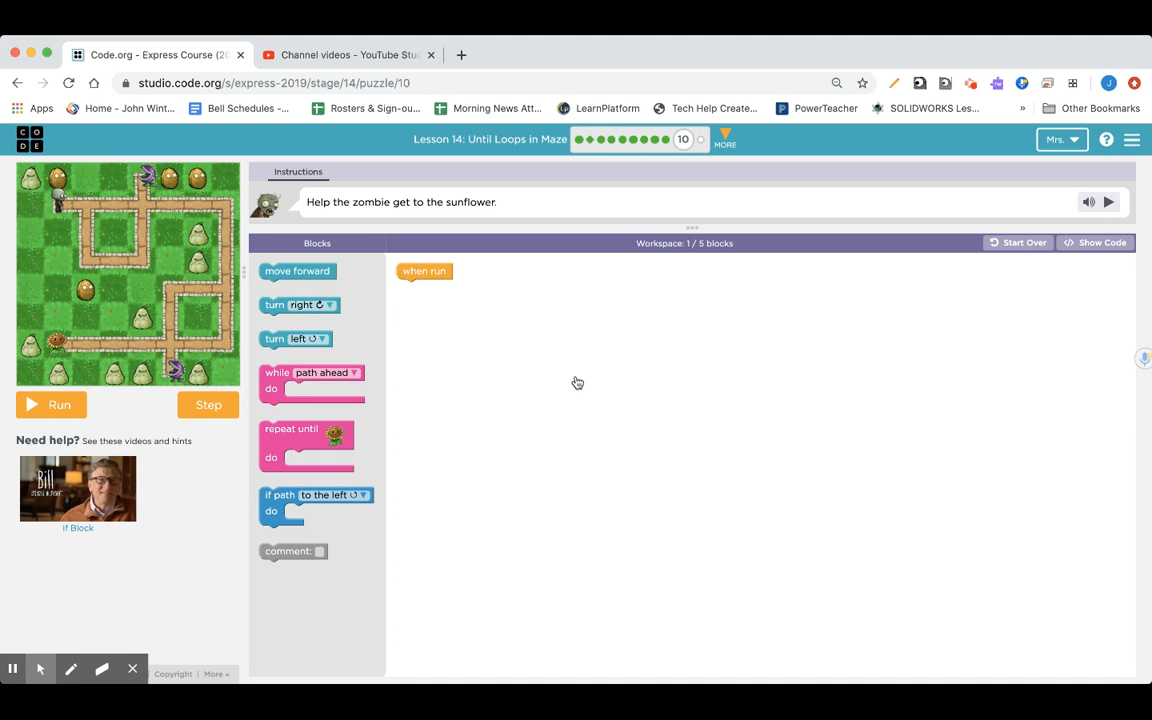 Code.org - Express Course (20
Channel videos - YouTube Stu
studio.code.org/s/express-2019/stage/14/puzzle/10
J
Apps
Home - John Wint...
Bell Schedules -...
Rosters & Sign-ou...
Morning News Att...
LearnPlatform
Tech Help Create...
PowerTeacher
SOLIDWORKS Les...
»
Other Bookmarks
C O
D E
Lesson 14: Until Loops in Maze
10
MORE
Mrs.
?
Instructions
Help the zombie get to the sunflower.
Blocks
Workspace: 1 / 5 blocks
Start Over
</> Show Code
move forward
turn right ↻
turn left ↺
while path ahead
do
repeat until
do
if path to the left ↺
do
comment:
when run
Run
Step
Need help? See these videos and hints
Bill
If Block
Copyright
More